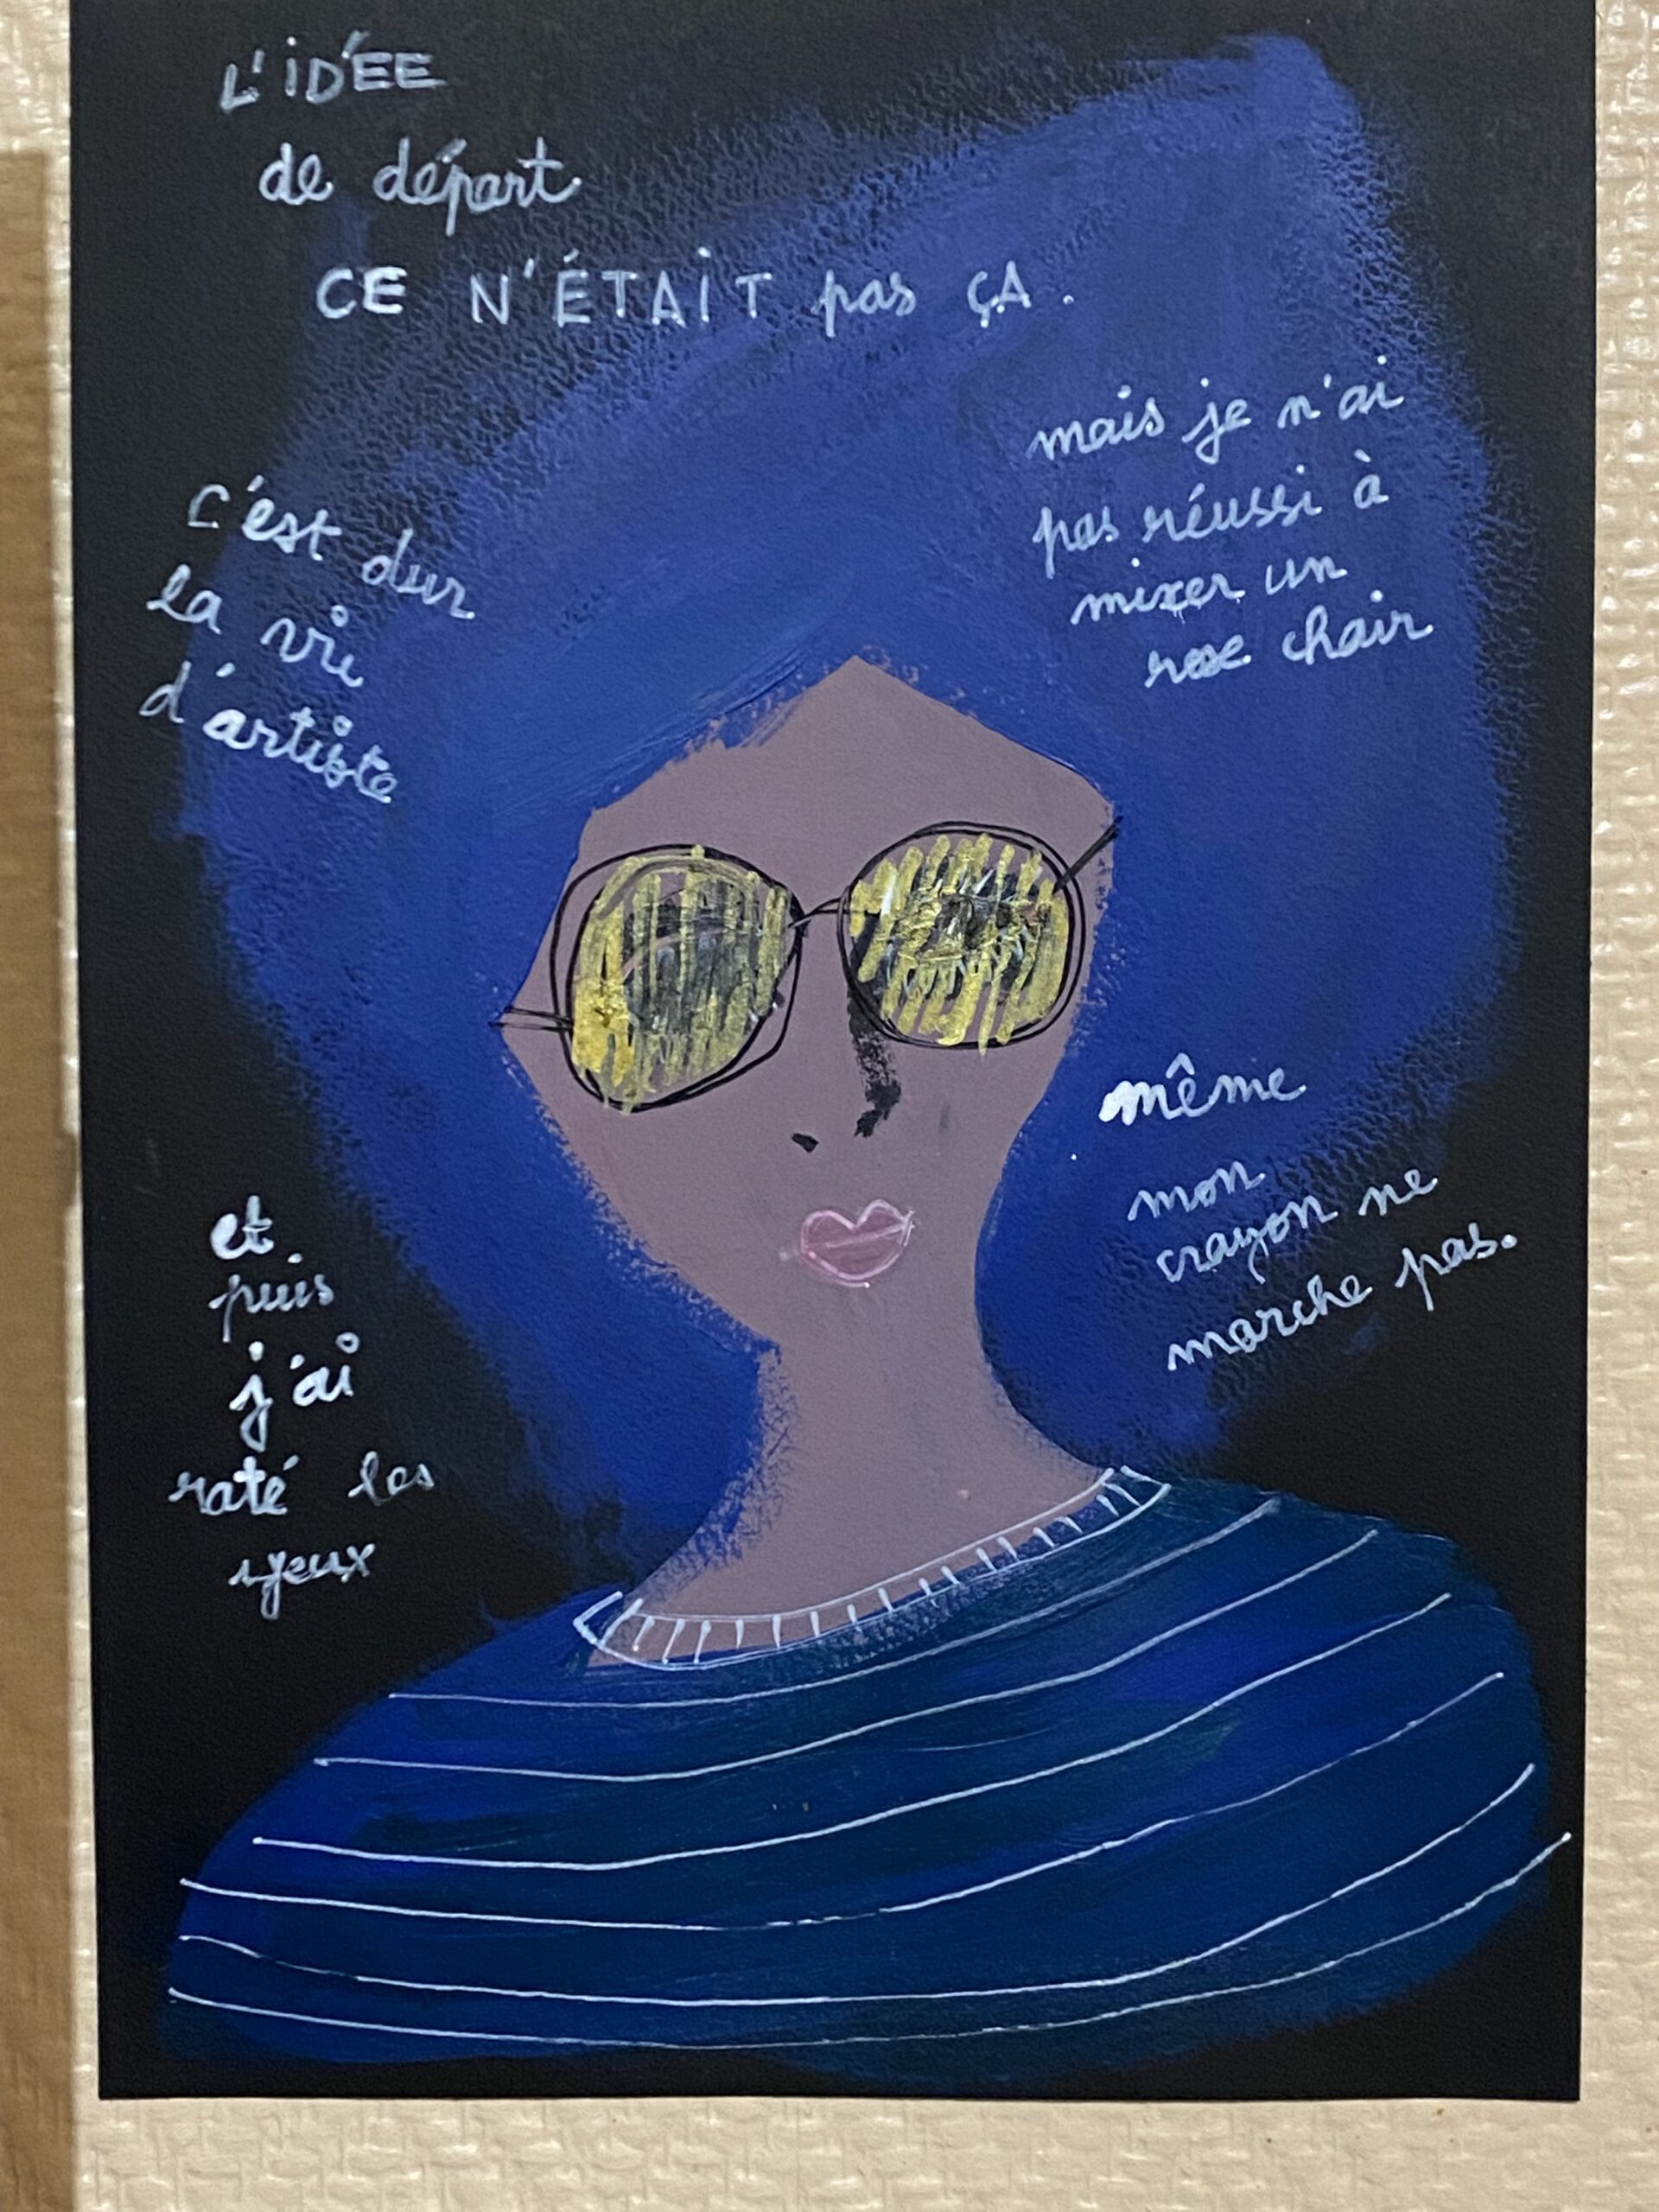 L'iDÉE
de départ
CE N'ÉTAiT pas ÇA.
mais je n'ai
pas réussi à
mixer un
rose chair
c'est dur
la vie
d'artiste
même
mon
crayon ne
marche pas.
et
puis
j'ai
raté les
yeux